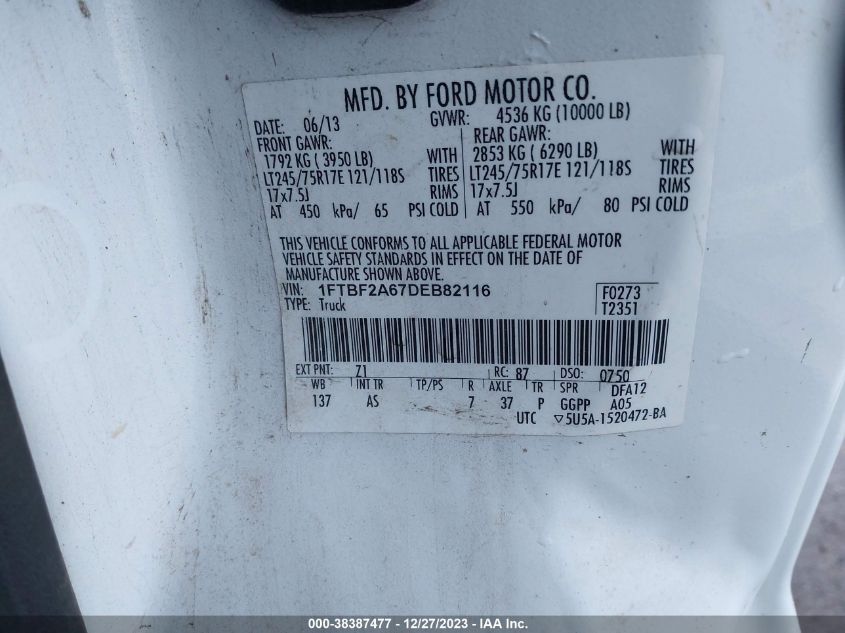 MFD. BY FORD MOTOR CO.
DATE: 06/13 GVWR: 4536 KG (10000 LB)
FRONT GAWR: REAR GAWR:
1792 KG ( 3950 LB) WITH 2853 KG ( 6290 LB) WITH
LT245/75R17E 121/118S TIRES LT245/75R17E 121/118S TIRES
17x7.5J RIMS 17x7.5J RIMS
AT 450 kPa/ 65 PSI COLD AT 550 kPa/ 80 PSI COLD
THIS VEHICLE CONFORMS TO ALL APPLICABLE FEDERAL MOTOR
VEHICLE SAFETY STANDARDS IN EFFECT ON THE DATE OF
MANUFACTURE SHOWN ABOVE.
VIN: 1FTBF2A67DEB82116 F0273
TYPE: Truck T2351
EXT PNT: Z1 RC: 87 DSO: 0750
WB INT TR TP/PS R AXLE TR SPR DFA12
137 AS 7 37 P GGPP A05
UTC ▽5U5A-1520472-BA
000-38387477 - 12/27/2023 - IAA Inc.